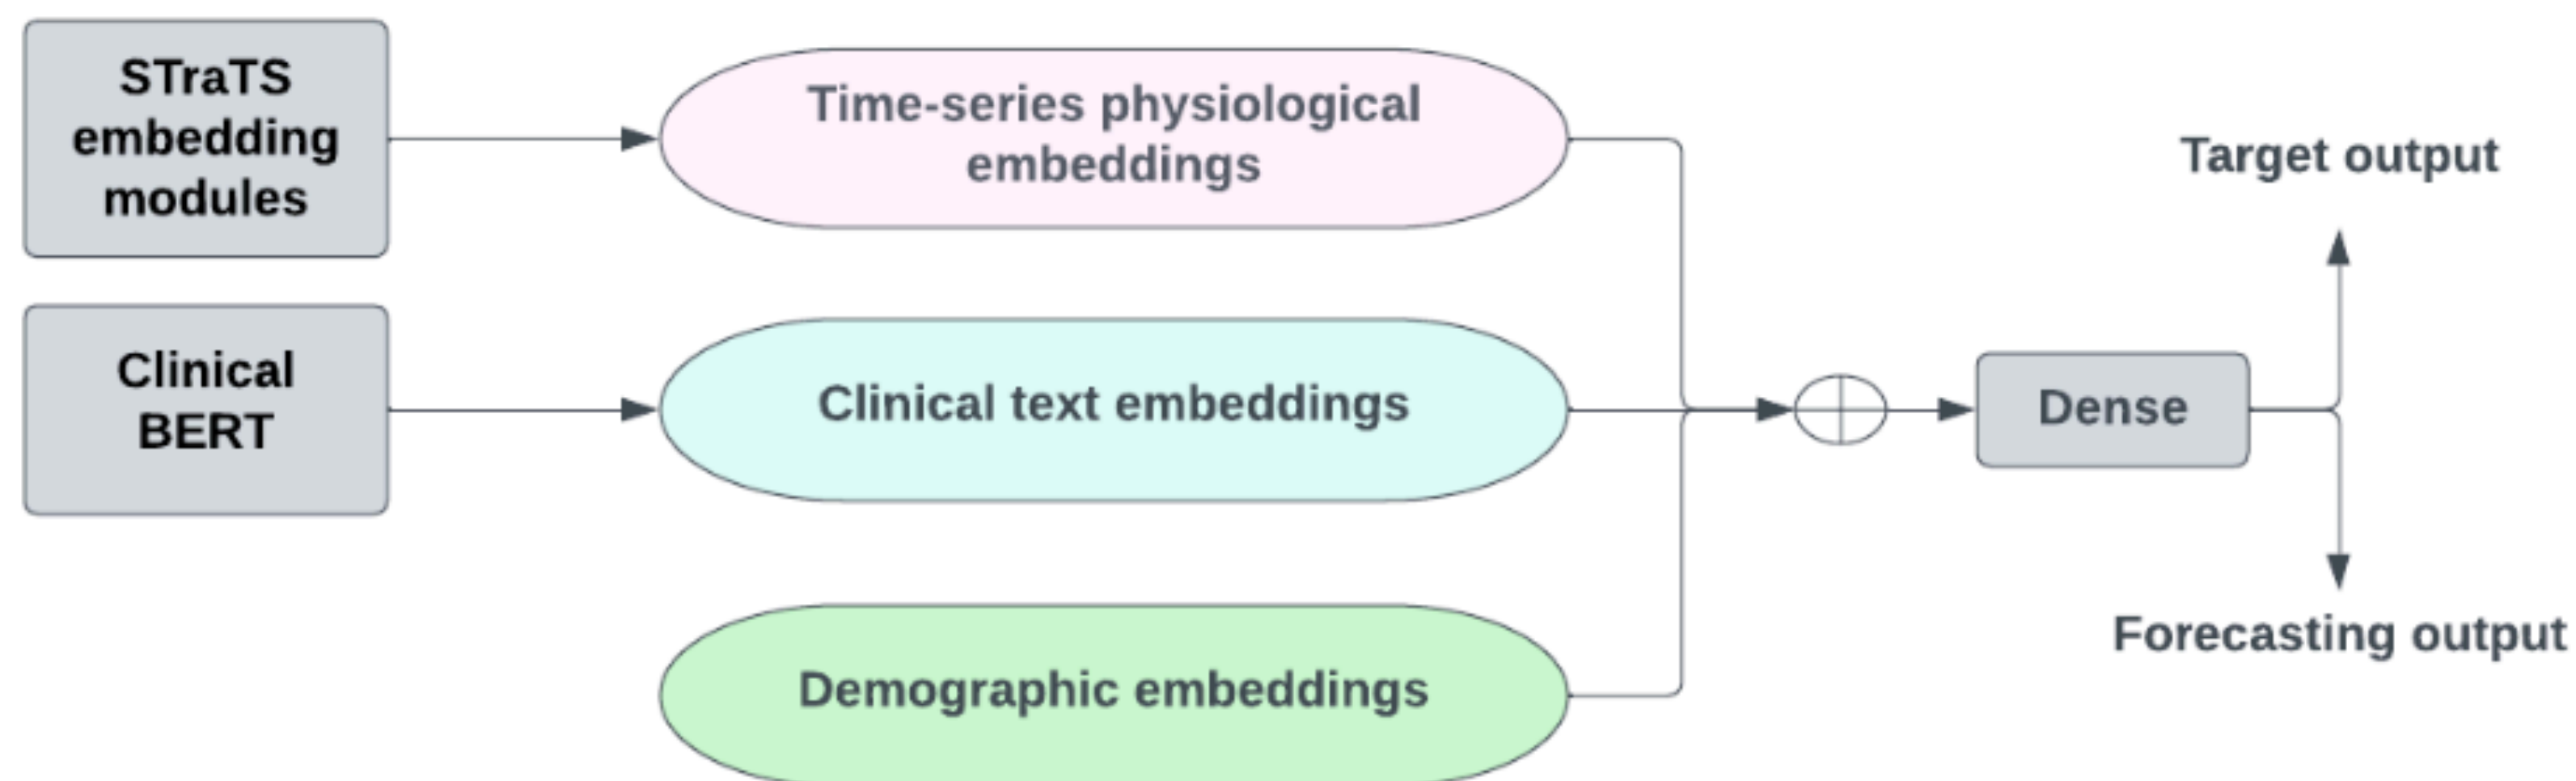 STraTS
embedding
modules
Time-series physiological
embeddings
Target output
Clinical
BERT
Clinical text embeddings
Dense
Forecasting output
Demographic embeddings